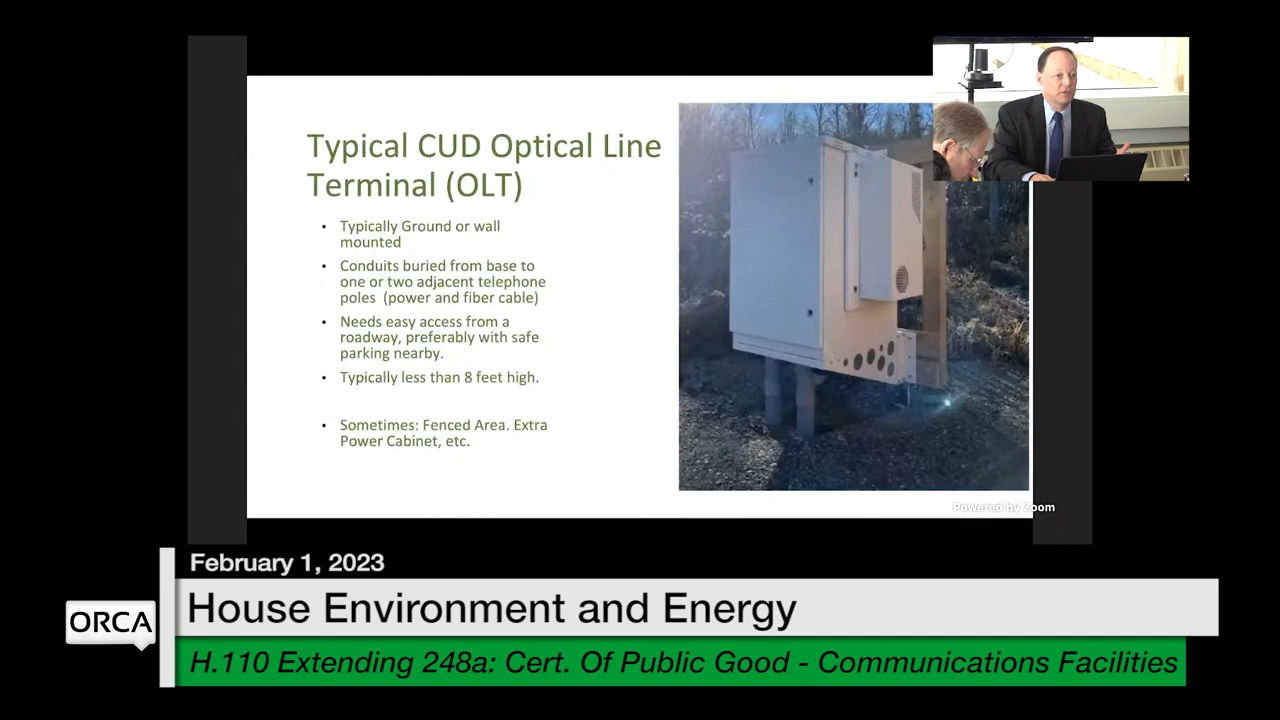 Typical CUD Optical Line
Terminal (OLT)
• Typically Ground or wall
mounted
• Conduits buried from base to
one or two adjacent telephone
poles (power and fiber cable)
• Needs easy access from a
roadway, preferably with safe
parking nearby.
• Typically less than 8 feet high.
• Sometimes: Fenced Area. Extra
Power Cabinet, etc.
Powered by Zoom
February 1, 2023
House Environment and Energy
ORCA
H.110 Extending 248a: Cert. Of Public Good - Communications Facilities